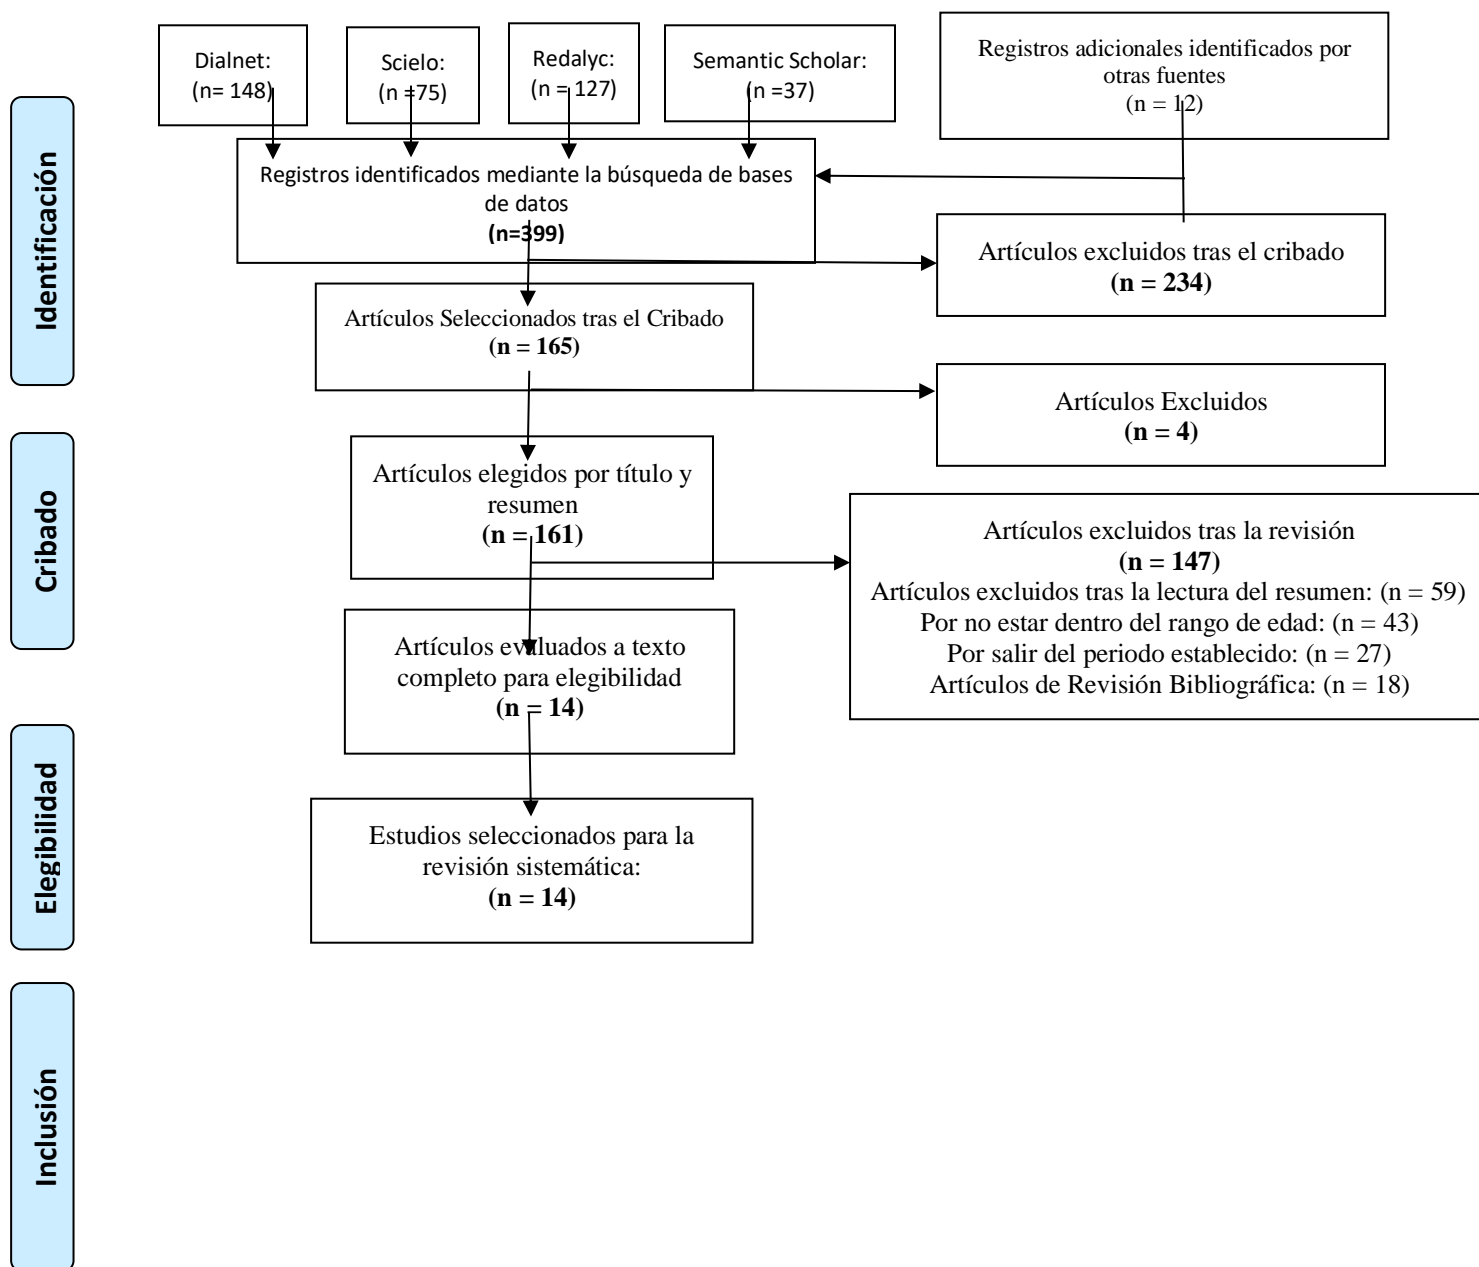 Dialnet:
(n= 148)
Scielo:
(n =75)
Redalyc:
(n = 127)
Semantic Scholar:
(n =37)
Registros adicionales identificados por
otras fuentes
(n = 12)
Identificación
Registros identificados mediante la búsqueda de bases
de datos
(n=399)
Artículos excluidos tras el cribado
(n = 234)
Artículos Seleccionados tras el Cribado
(n = 165)
Artículos Excluidos
(n = 4)
Cribado
Artículos elegidos por título y
resumen
(n = 161)
Artículos excluidos tras la revisión
(n = 147)
Artículos excluidos tras la lectura del resumen: (n = 59)
Por no estar dentro del rango de edad: (n = 43)
Por salir del periodo establecido: (n = 27)
Artículos de Revisión Bibliográfica: (n = 18)
Artículos evaluados a texto
completo para elegibilidad
(n = 14)
Elegibilidad
Estudios seleccionados para la
revisión sistemática:
(n = 14)
Inclusión